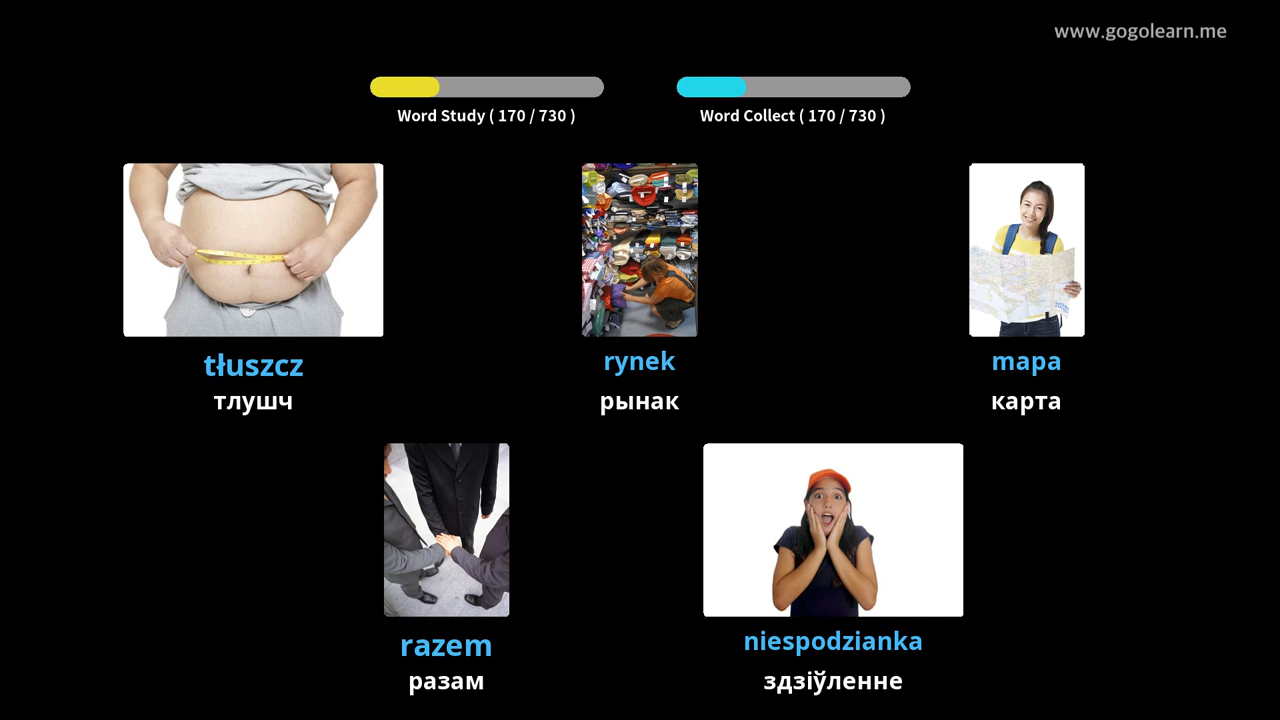 www.gogolearn.me
Word Study ( 170 / 730 )
Word Collect ( 170 / 730 )
tłuszcz
тлушч
rynek
рынак
mapa
карта
razem
разам
niespodzianka
здзіўленне